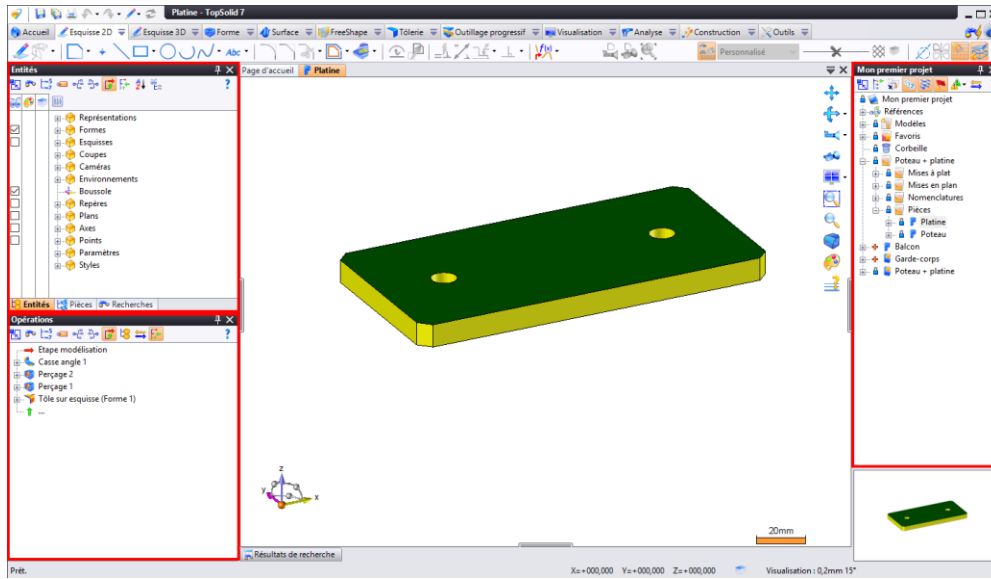 Platine - TopSolid 7
Accueil Esquisse 2D Esquisse 3D Forme Surface FreeShape Tôlerie Outillage progressif Visualisation Analyse Construction Outils
Abc f(x) Personnalisé
Entités
Page d'accueil Platine
Mon premier projet
Représentations
Formes
Esquisses
Coupes
Caméras
Environnements
Boussole
Repères
Plans
Axes
Points
Paramètres
Styles
Entités Pièces Recherches
Opérations
Etape modélisation
Casse angle 1
Perçage 2
Perçage 1
Tôle sur esquisse (Forme 1)
...
z
y
x
20mm
Mon premier projet
Références
Modèles
Favoris
Corbeille
Poteau + platine
Mises à plat
Mises en plan
Nomenclatures
Pièces
Platine
Poteau
Balcon
Garde-corps
Poteau + platine
Résultats de recherche
Prêt.
X=+000,000 Y=+000,000 Z=+000,000 Visualisation : 0,2mm 15°